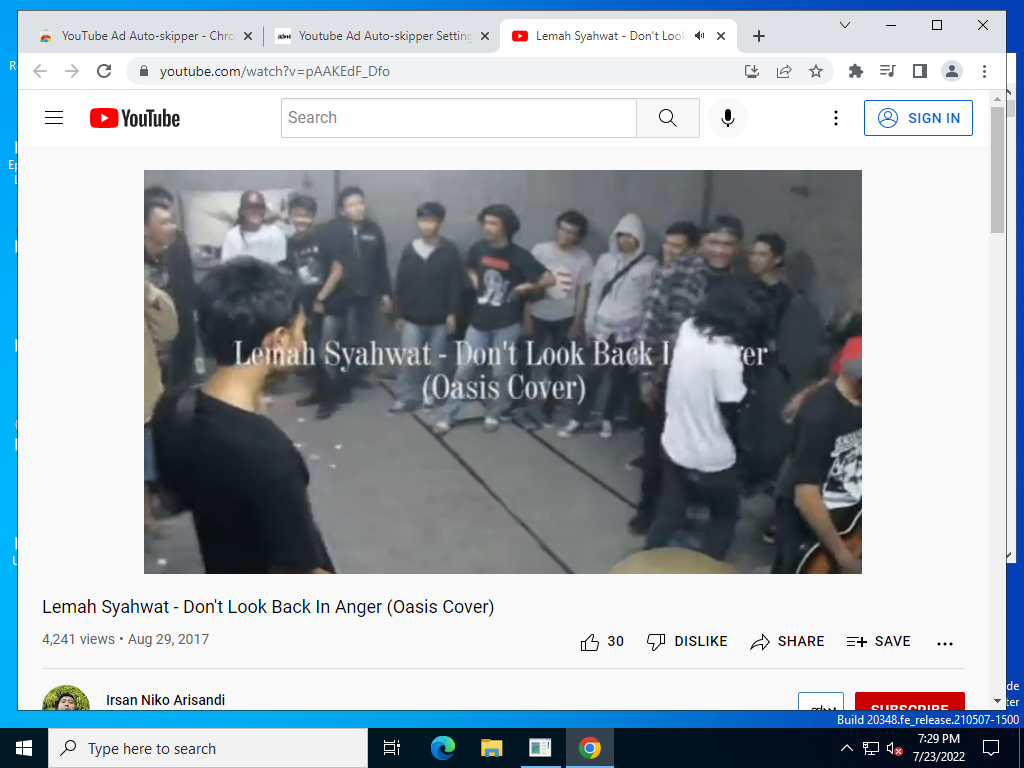 YouTube Ad Auto-skipper - Chro
Youtube Ad Auto-skipper Setting
Lemah Syahwat - Don't Look
youtube.com/watch?v=pAAKEdF_Dfo
YouTube
Search
SIGN IN
Lemah Syahwat - Don't Look Back
(Oasis Cover)
Lemah Syahwat - Don't Look Back In Anger (Oasis Cover)
4,241 views • Aug 29, 2017
30
DISLIKE
SHARE
SAVE
Irsan Niko Arisandi
SUBSCRIBE
Build 20348.fe_release.210507-1500
Type here to search
7:29 PM
7/23/2022